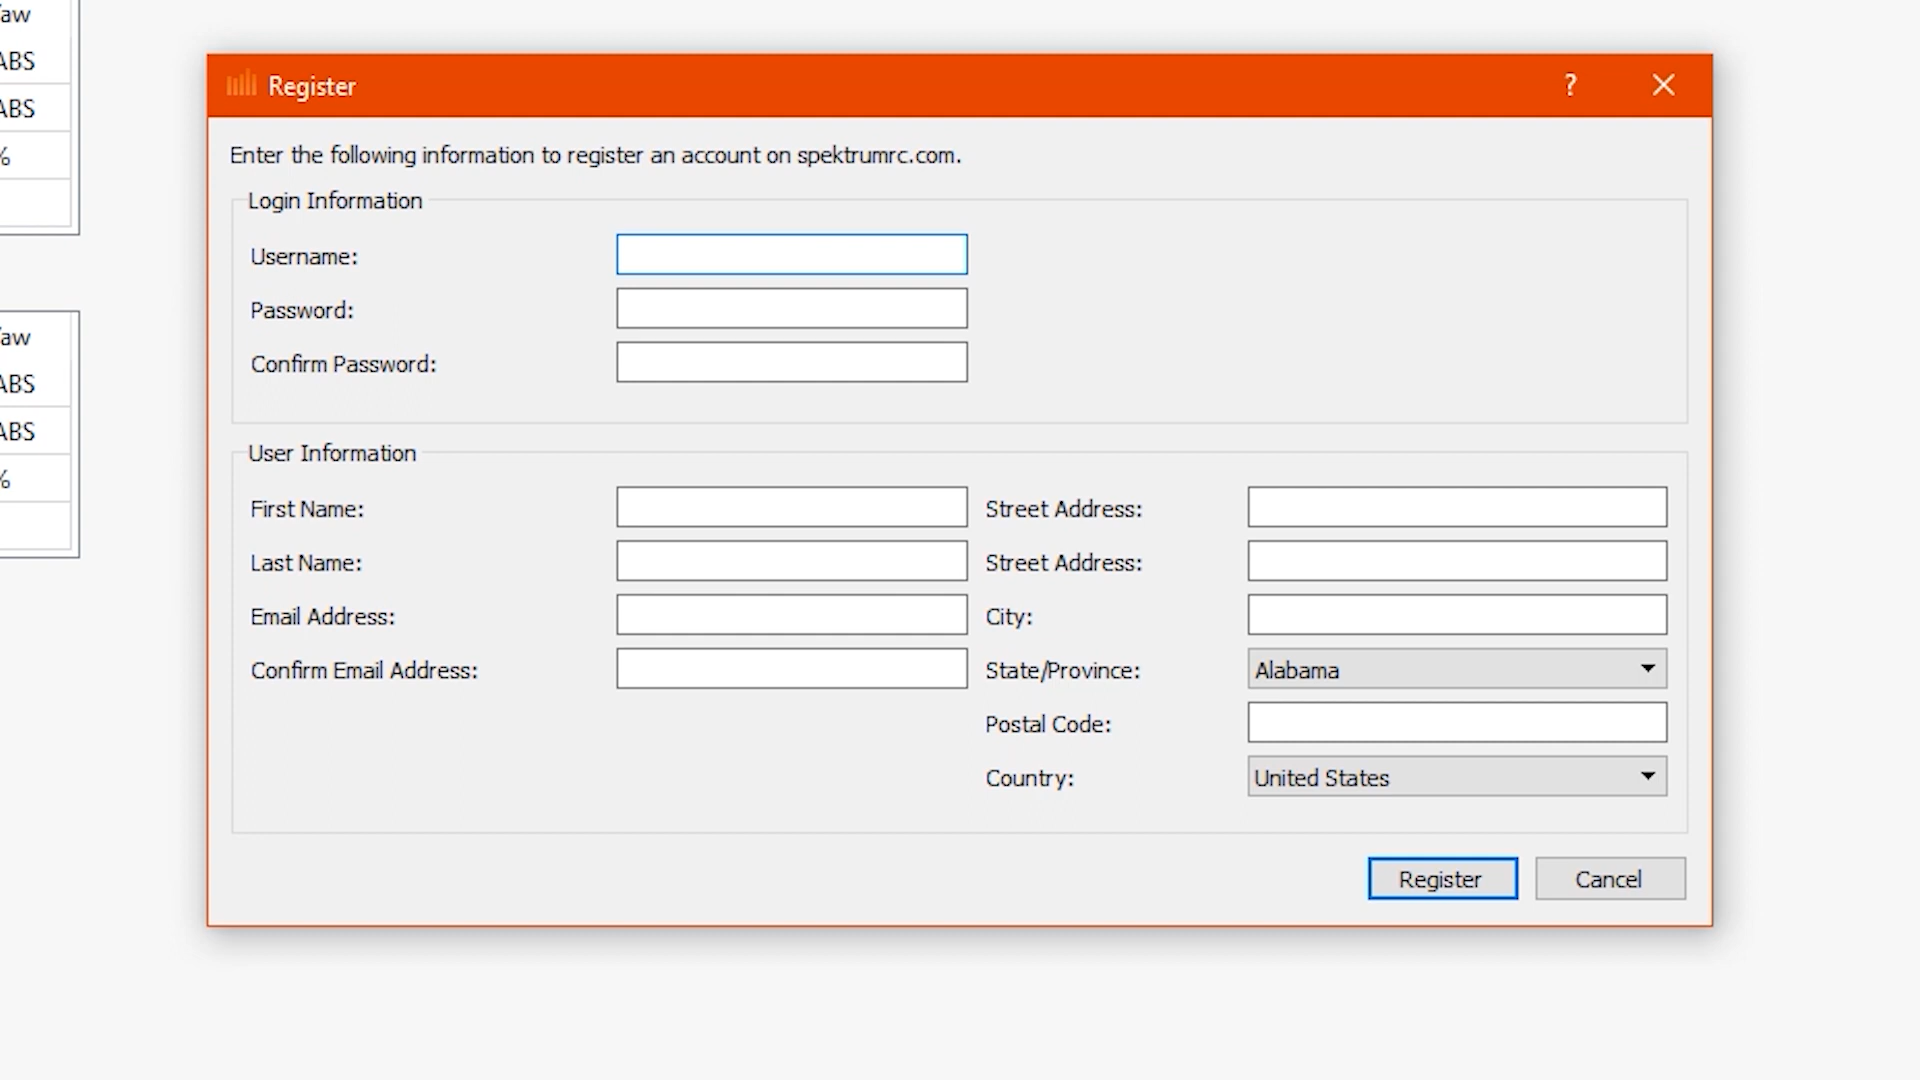 ABS
ABS
%
ABS
ABS
%
Register
?
Enter the following information to register an account on spektrumrc.com.
Login Information
Username:
Password:
Confirm Password:
User Information
First Name:
Last Name:
Email Address:
Confirm Email Address:
Street Address:
Street Address:
City:
State/Province: Alabama
Postal Code:
Country: United States
Register Cancel